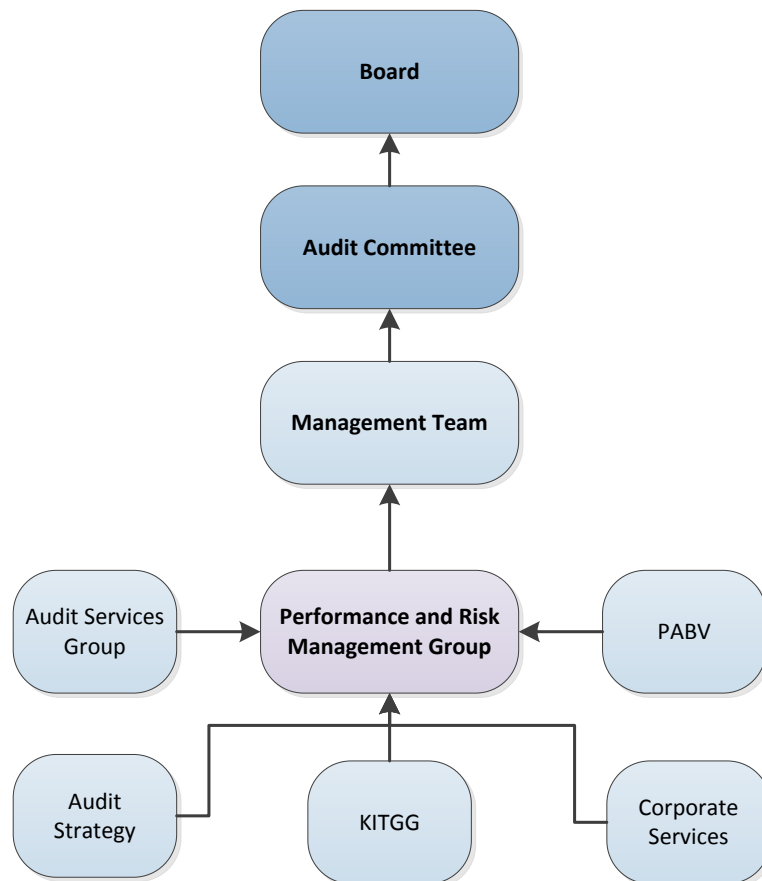 Board
Audit Committee
Management Team
Audit Services
Group
Performance and Risk
Management Group
PABV
Audit
Strategy
KITGG
Corporate
Services